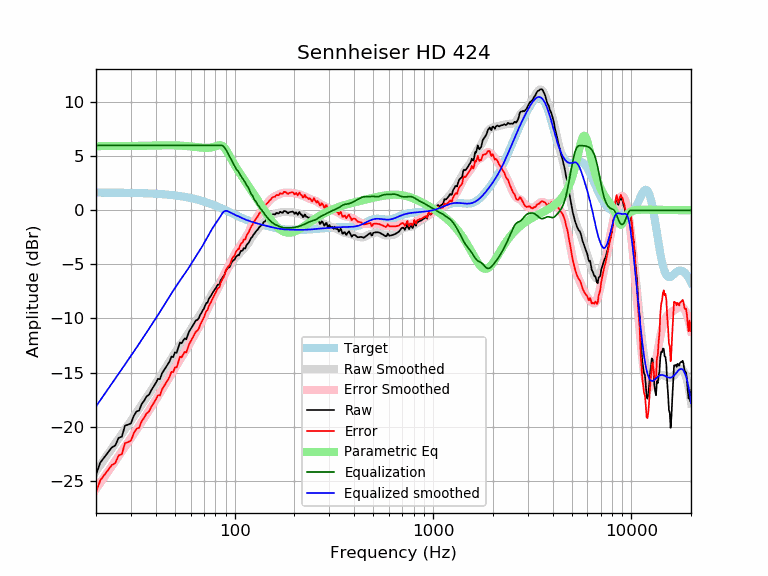 Sennheiser HD 424
Amplitude (dBr)
10
5
0
−5
−10
−15
−20
−25
Target
Raw Smoothed
Error Smoothed
Raw
Error
Parametric Eq
Equalization
Equalized smoothed
100
1000
10000
Frequency (Hz)